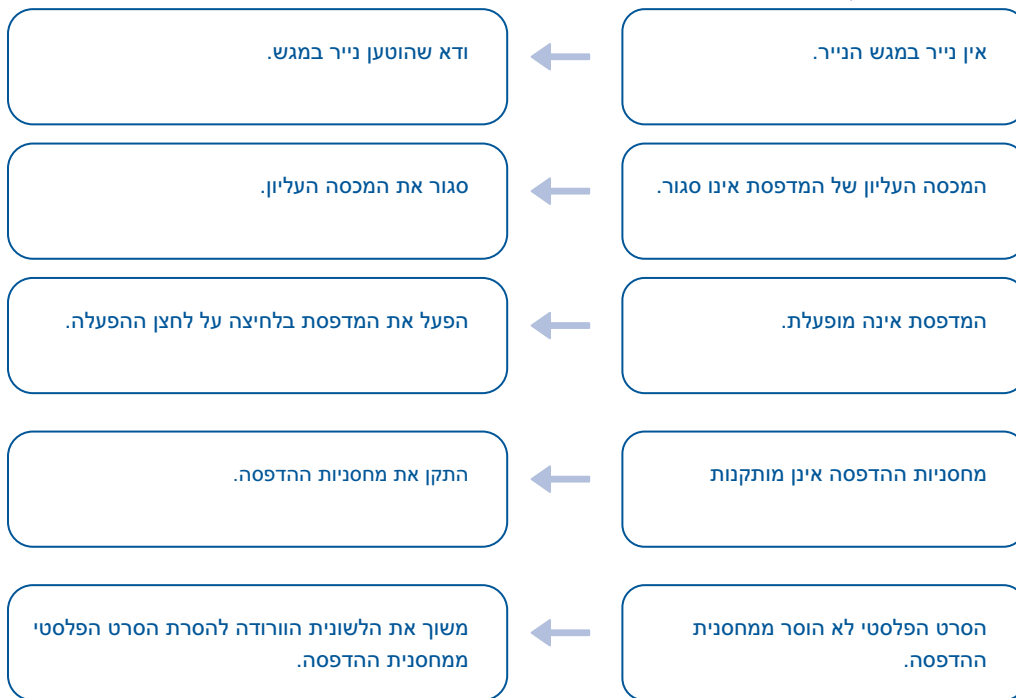 אין נייר במגש הנייר.
ודא שהוטען נייר במגש.
המכסה העליון של המדפסת אינו סגור.
סגור את המכסה העליון.
המדפסת אינה מופעלת.
הפעל את המדפסת בלחיצה על לחצן ההפעלה.
מחסניות ההדפסה אינן מותקנות
התקן את מחסניות ההדפסה.
הסרט הפלסטי לא הוסר ממחסנית
ההדפסה.
משוך את הלשונית הוורודה להסרת הסרט הפלסטי
ממחסנית ההדפסה.